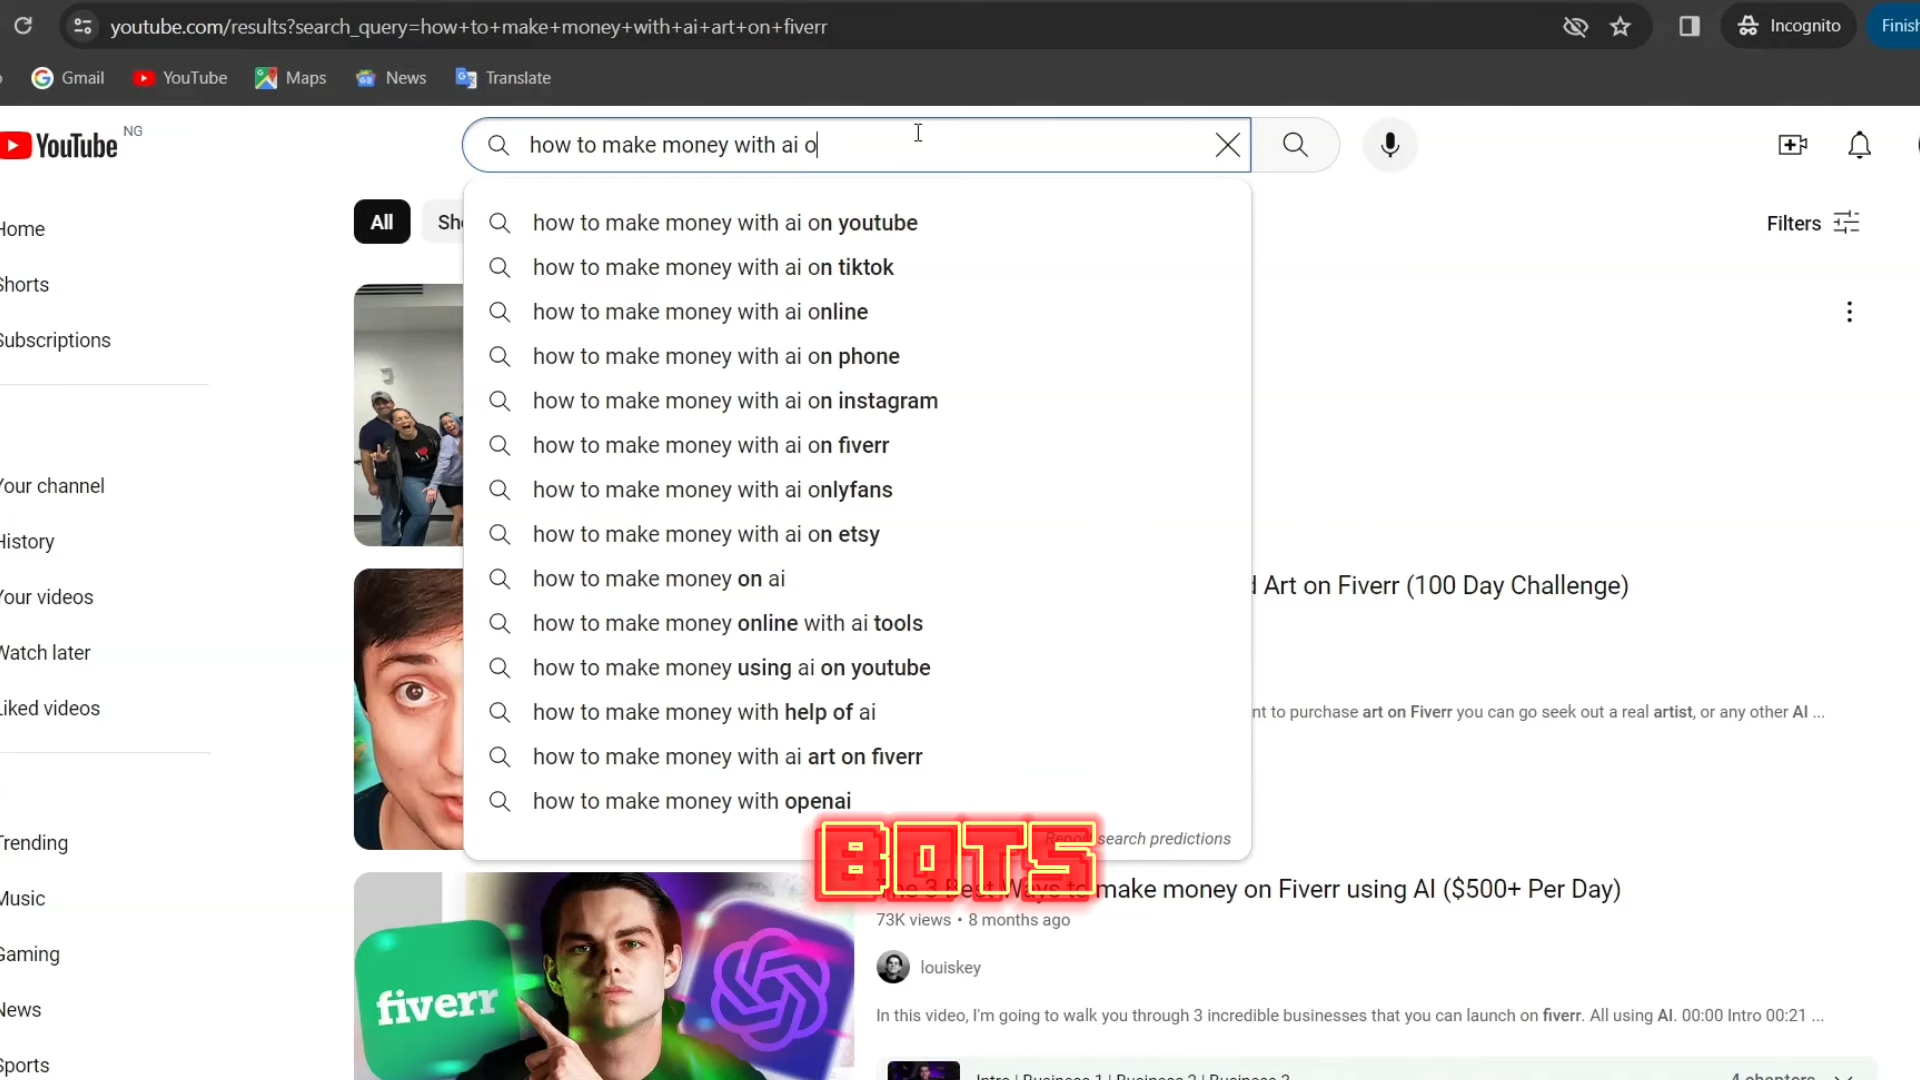 youtube.com/results?search_query=how+to+make+money+with+ai+art+on+fiverr
Incognito
Finish
Gmail
YouTube
Maps
News
Translate
YouTube NG
how to make money with ai o
Home
Shorts
Subscriptions
Your channel
History
Your videos
Watch later
Liked videos
Trending
Music
Gaming
News
Sports
All
Sho
Filters
how to make money with ai on youtube
how to make money with ai on tiktok
how to make money with ai online
how to make money with ai on phone
how to make money with ai on instagram
how to make money with ai on fiverr
how to make money with ai onlyfans
how to make money with ai on etsy
how to make money on ai
how to make money online with ai tools
how to make money using ai on youtube
how to make money with help of ai
how to make money with ai art on fiverr
how to make money with openai
Report search predictions
BOTS
Art on Fiverr (100 Day Challenge)
nt to purchase art on Fiverr you can go seek out a real artist, or any other AI ...
The 3 Best Ways to make money on Fiverr using AI ($500+ Per Day)
73K views • 8 months ago
louiskey
In this video, I'm going to walk you through 3 incredible businesses that you can launch on fiverr. All using AI. 00:00 Intro 00:21 ...
fiverr
Intro | Business 1 | Business 2 | Business 3
4 chapters